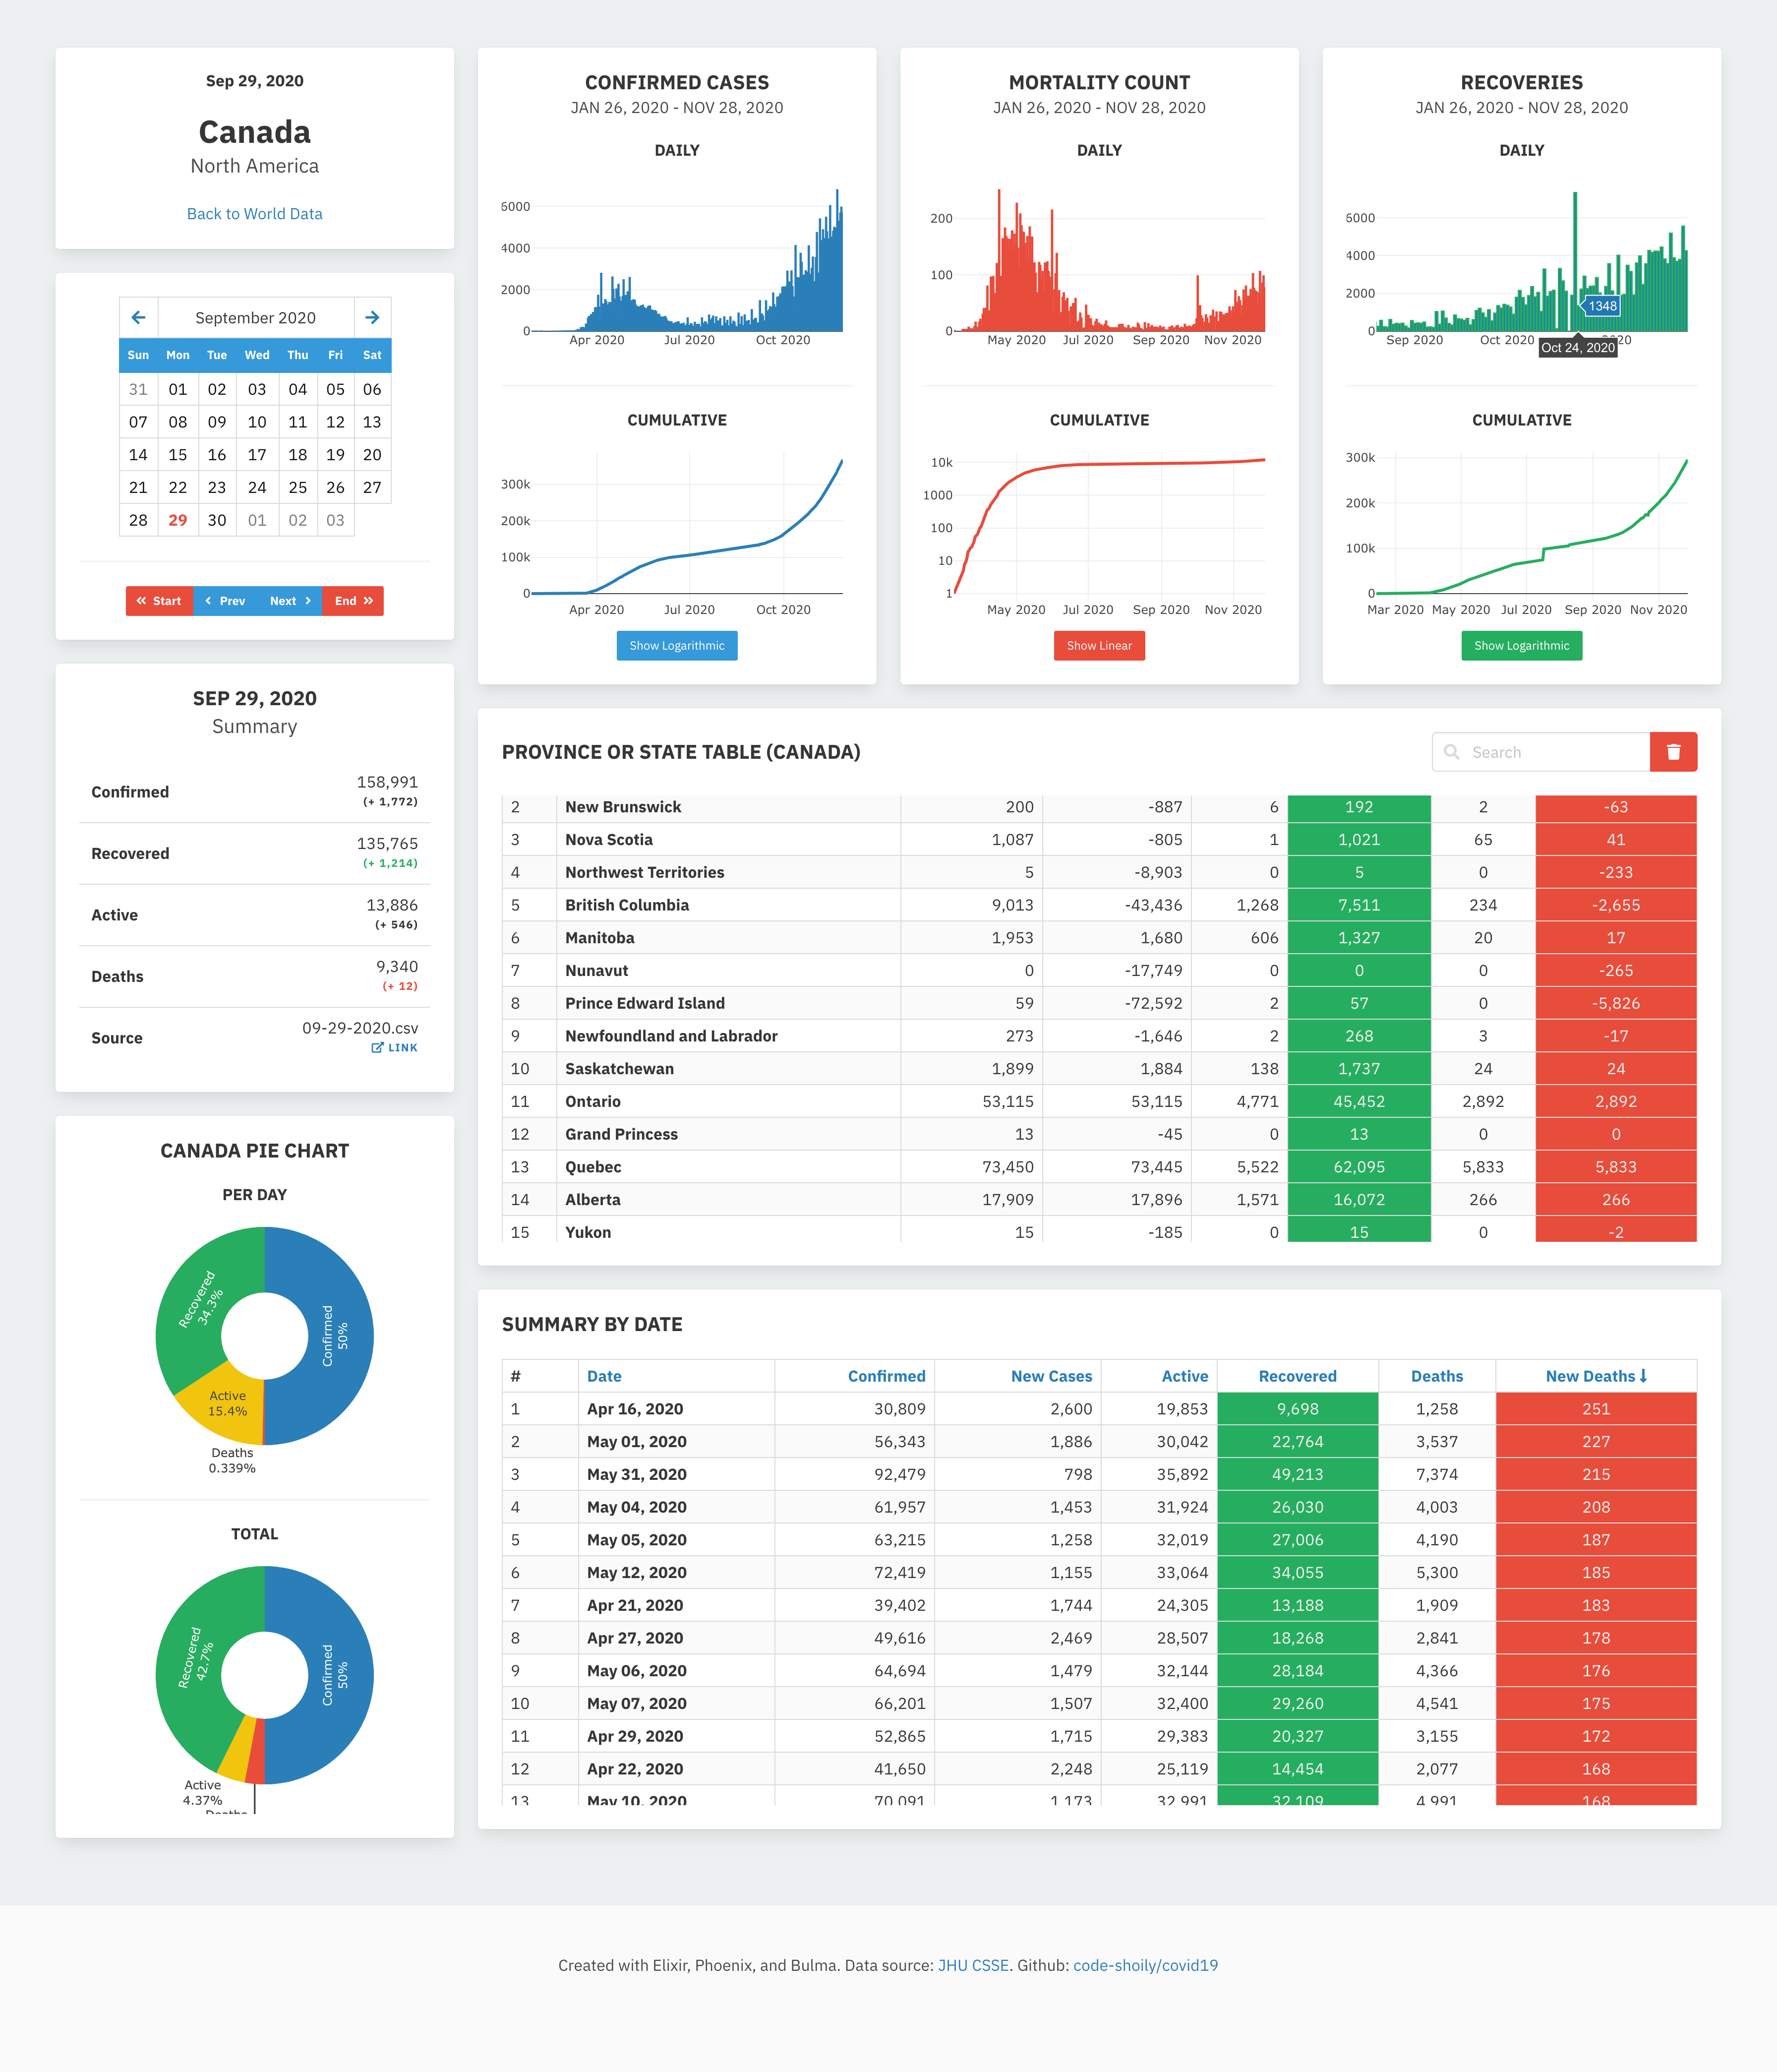 Sep 29, 2020
Canada
North America
Back to World Data
September 2020
Sun Mon Tue Wed Thu Fri Sat
31 01 02 03 04 05 06
07 08 09 10 11 12 13
14 15 16 17 18 19 20
21 22 23 24 25 26 27
28 29 30 01 02 03
Start Prev Next End
SEP 29, 2020
Summary
Confirmed 158,991
(+ 1,772)
Recovered 135,765
(+ 1,214)
Active 13,886
(+ 546)
Deaths 9,340
(+ 12)
Source 09-29-2020.csv
LINK
CANADA PIE CHART
PER DAY
Recovered
34.3%
Confirmed
50%
Active
15.4%
Deaths
0.339%
TOTAL
Recovered
42.7%
Confirmed
50%
Active
4.37%
Deaths
CONFIRMED CASES
JAN 26, 2020 - NOV 28, 2020
DAILY
6000
4000
2000
0
Apr 2020 Jul 2020 Oct 2020
CUMULATIVE
300k
200k
100k
0
Apr 2020 Jul 2020 Oct 2020
Show Logarithmic
MORTALITY COUNT
JAN 26, 2020 - NOV 28, 2020
DAILY
200
100
0
May 2020 Jul 2020 Sep 2020 Nov 2020
CUMULATIVE
10k
1000
100
10
1
May 2020 Jul 2020 Sep 2020 Nov 2020
Show Linear
RECOVERIES
JAN 26, 2020 - NOV 28, 2020
DAILY
6000
4000
2000
0
1348
Sep 2020 Oct 2020 20
Oct 24, 2020
CUMULATIVE
300k
200k
100k
0
Mar 2020 May 2020 Jul 2020 Sep 2020 Nov 2020
Show Logarithmic
PROVINCE OR STATE TABLE (CANADA)
Search
2 New Brunswick 200 -887 6 192 2 -63
3 Nova Scotia 1,087 -805 1 1,021 65 41
4 Northwest Territories 5 -8,903 0 5 0 -233
5 British Columbia 9,013 -43,436 1,268 7,511 234 -2,655
6 Manitoba 1,953 1,680 606 1,327 20 17
7 Nunavut 0 -17,749 0 0 0 -265
8 Prince Edward Island 59 -72,592 2 57 0 -5,826
9 Newfoundland and Labrador 273 -1,646 2 268 3 -17
10 Saskatchewan 1,899 1,884 138 1,737 24 24
11 Ontario 53,115 53,115 4,771 45,452 2,892 2,892
12 Grand Princess 13 -45 0 13 0 0
13 Quebec 73,450 73,445 5,522 62,095 5,833 5,833
14 Alberta 17,909 17,896 1,571 16,072 266 266
15 Yukon 15 -185 0 15 0 -2
SUMMARY BY DATE
# Date Confirmed New Cases Active Recovered Deaths New Deaths
1 Apr 16, 2020 30,809 2,600 19,853 9,698 1,258 251
2 May 01, 2020 56,343 1,886 30,042 22,764 3,537 227
3 May 31, 2020 92,479 798 35,892 49,213 7,374 215
4 May 04, 2020 61,957 1,453 31,924 26,030 4,003 208
5 May 05, 2020 63,215 1,258 32,019 27,006 4,190 187
6 May 12, 2020 72,419 1,155 33,064 34,055 5,300 185
7 Apr 21, 2020 39,402 1,744 24,305 13,188 1,909 183
8 Apr 27, 2020 49,616 2,469 28,507 18,268 2,841 178
9 May 06, 2020 64,694 1,479 32,144 28,184 4,366 176
10 May 07, 2020 66,201 1,507 32,400 29,260 4,541 175
11 Apr 29, 2020 52,865 1,715 29,383 20,327 3,155 172
12 Apr 22, 2020 41,650 2,248 25,119 14,454 2,077 168
13 May 10, 2020 70,091 1,173 32,991 32,109 4,991 168
Created with Elixir, Phoenix, and Bulma. Data source: JHU CSSE. Github: code-shoily/covid19